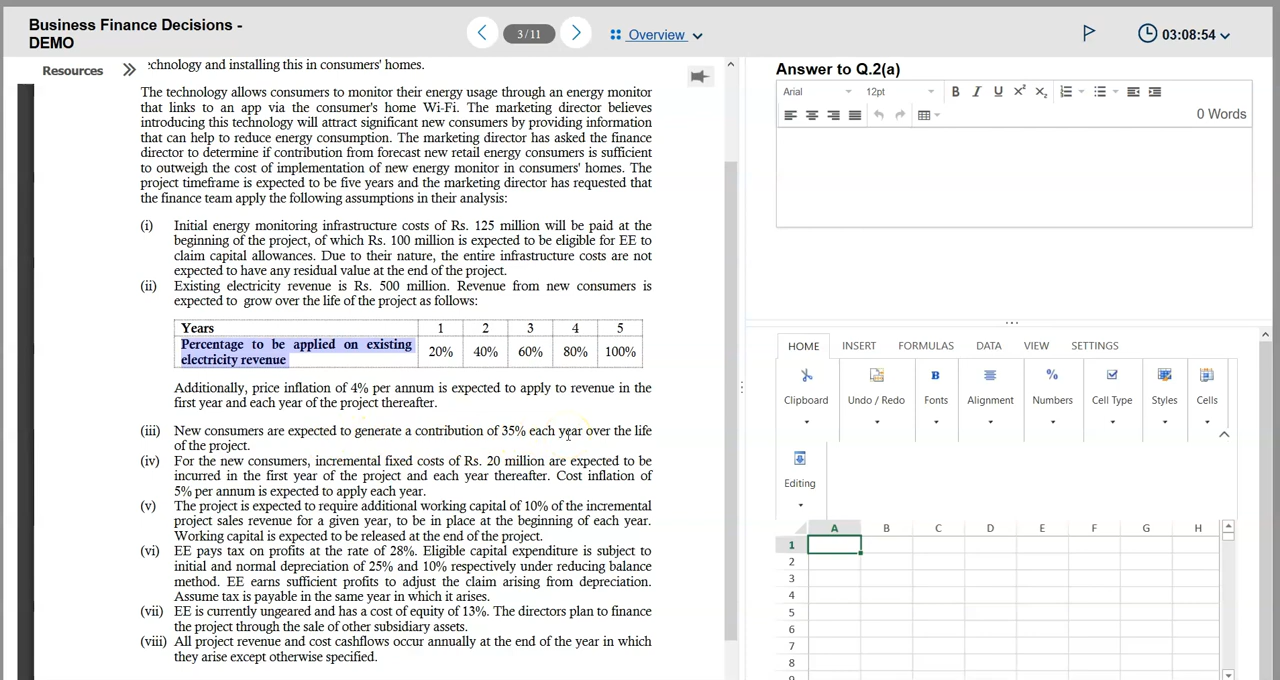 Business Finance Decisions -
DEMO
3/11
Overview
03:08:54
Resources
:chnology and installing this in consumers' homes.
The technology allows consumers to monitor their energy usage through an energy monitor
that links to an app via the consumer's home Wi-Fi. The marketing director believes
introducing this technology will attract significant new consumers by providing information
that can help to reduce energy consumption. The marketing director has asked the finance
director to determine if contribution from forecast new retail energy consumers is sufficient
to outweigh the cost of implementation of new energy monitor in consumers' homes. The
project timeframe is expected to be five years and the marketing director has requested that
the finance team apply the following assumptions in their analysis:
(i) Initial energy monitoring infrastructure costs of Rs. 125 million will be paid at the
beginning of the project, of which Rs. 100 million is expected to be eligible for EE to
claim capital allowances. Due to their nature, the entire infrastructure costs are not
expected to have any residual value at the end of the project.
(ii) Existing electricity revenue is Rs. 500 million. Revenue from new consumers is
expected to grow over the life of the project as follows:
Years 1 2 3 4 5
Percentage to be applied on existing
electricity revenue 20% 40% 60% 80% 100%
Additionally, price inflation of 4% per annum is expected to apply to revenue in the
first year and each year of the project thereafter.
(iii) New consumers are expected to generate a contribution of 35% each year over the life
of the project.
(iv) For the new consumers, incremental fixed costs of Rs. 20 million are expected to be
incurred in the first year of the project and each year thereafter. Cost inflation of
5% per annum is expected to apply each year.
(v) The project is expected to require additional working capital of 10% of the incremental
project sales revenue for a given year, to be in place at the beginning of each year.
Working capital is expected to be released at the end of the project.
(vi) EE pays tax on profits at the rate of 28%. Eligible capital expenditure is subject to
initial and normal depreciation of 25% and 10% respectively under reducing balance
method. EE earns sufficient profits to adjust the claim arising from depreciation.
Assume tax is payable in the same year in which it arises.
(vii) EE is currently ungeared and has a cost of equity of 13%. The directors plan to finance
the project through the sale of other subsidiary assets.
(viii) All project revenue and cost cashflows occur annually at the end of the year in which
they arise except otherwise specified.
Answer to Q.2(a)
Arial 12pt B I U X² X₂
0 Words
HOME INSERT FORMULAS DATA VIEW SETTINGS
Clipboard Undo / Redo Fonts Alignment Numbers Cell Type Styles Cells
Editing
A B C D E F G H
1
2
3
4
5
6
7
8